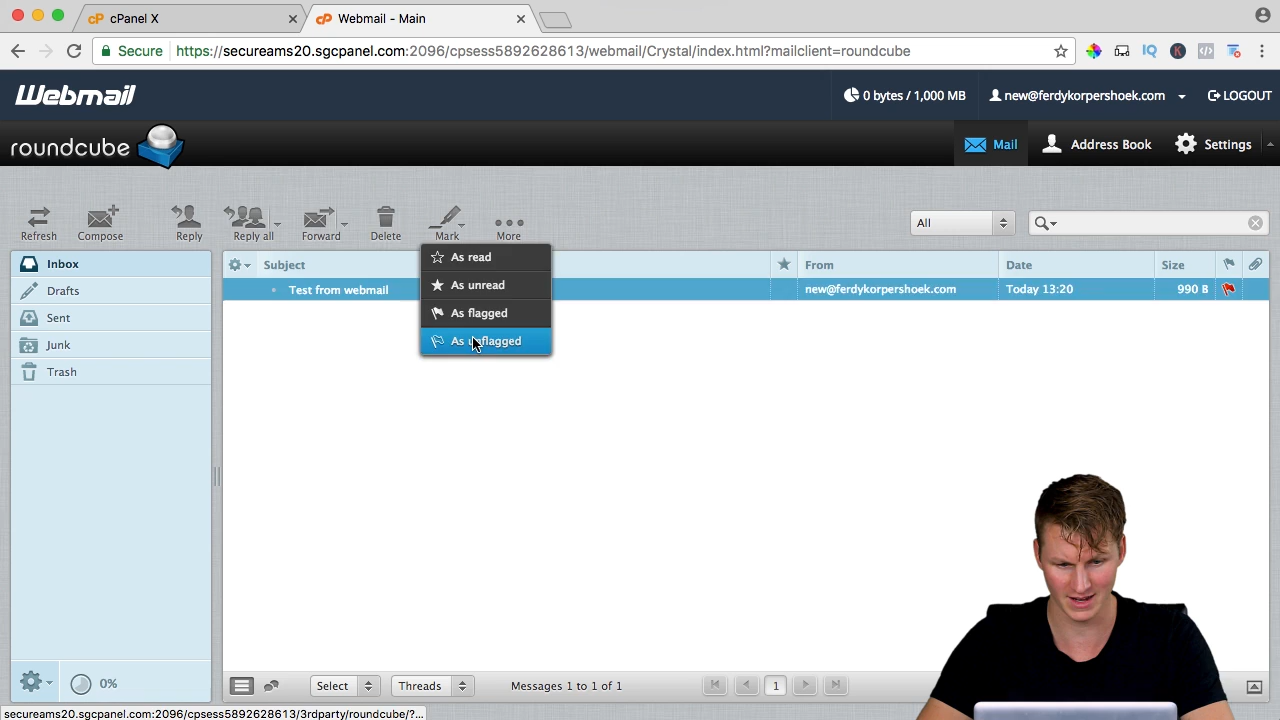 cPanel X
Webmail - Main
Secure
https://secureams20.sgcpanel.com:2096/cpsess5892628613/webmail/Crystal/index.html?mailclient=roundcube
Webmail
0 bytes / 1,000 MB
new@ferdykorpershoek.com
LOGOUT
roundcube
Mail
Address Book
Settings
Refresh
Compose
Reply
Reply all
Forward
Delete
Mark
More
All
Inbox
Drafts
Sent
Junk
Trash
Subject
From
Date
Size
Test from webmail
new@ferdykorpershoek.com
Today 13:20
990 B
As read
As unread
As flagged
As unflagged
0%
Select
Threads
Messages 1 to 1 of 1
1
secureams20.sgcpanel.com:2096/cpsess5892628613/3rdparty/roundcube/?...